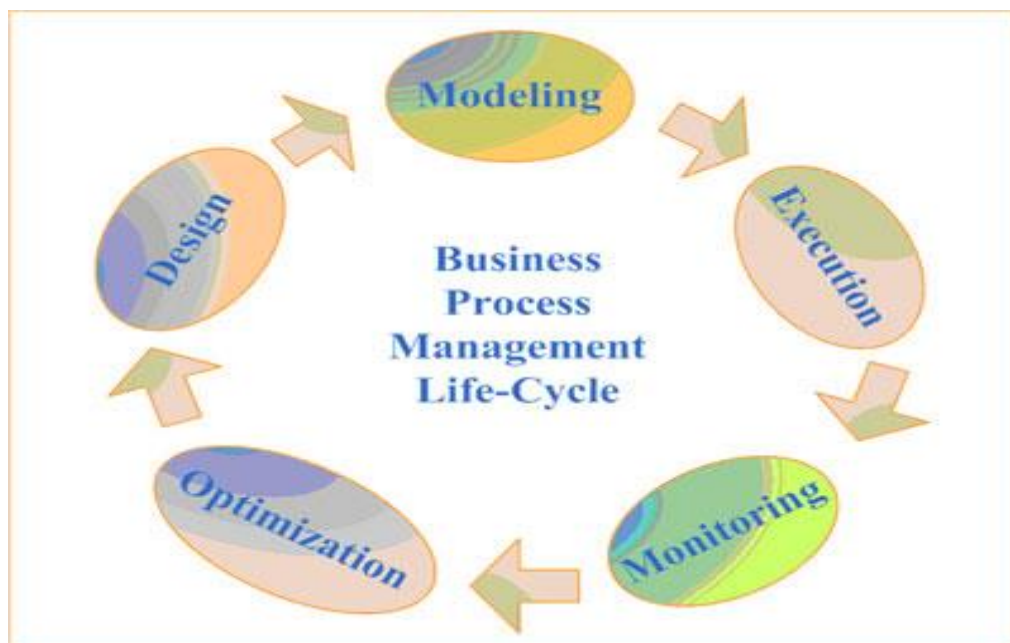 Modeling
Design
Execution
Business
Process
Management
Life-Cycle
Optimization
Monitoring